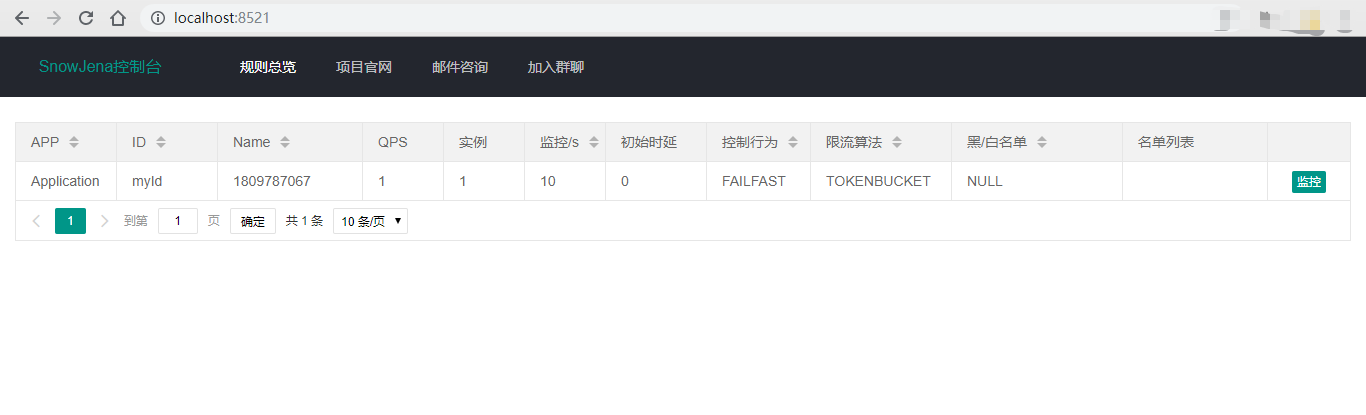 localhost:8521
SnowJena控制台 规则总览 项目官网 邮件咨询 加入群聊
APP ID Name QPS 实例 监控/s 初始时延 控制行为 限流算法 黑/白名单 名单列表
Application myId 1809787067 1 1 10 0 FAILFAST TOKENBUCKET NULL 监控
1 到第 1 页 确定 共 1 条 10 条/页